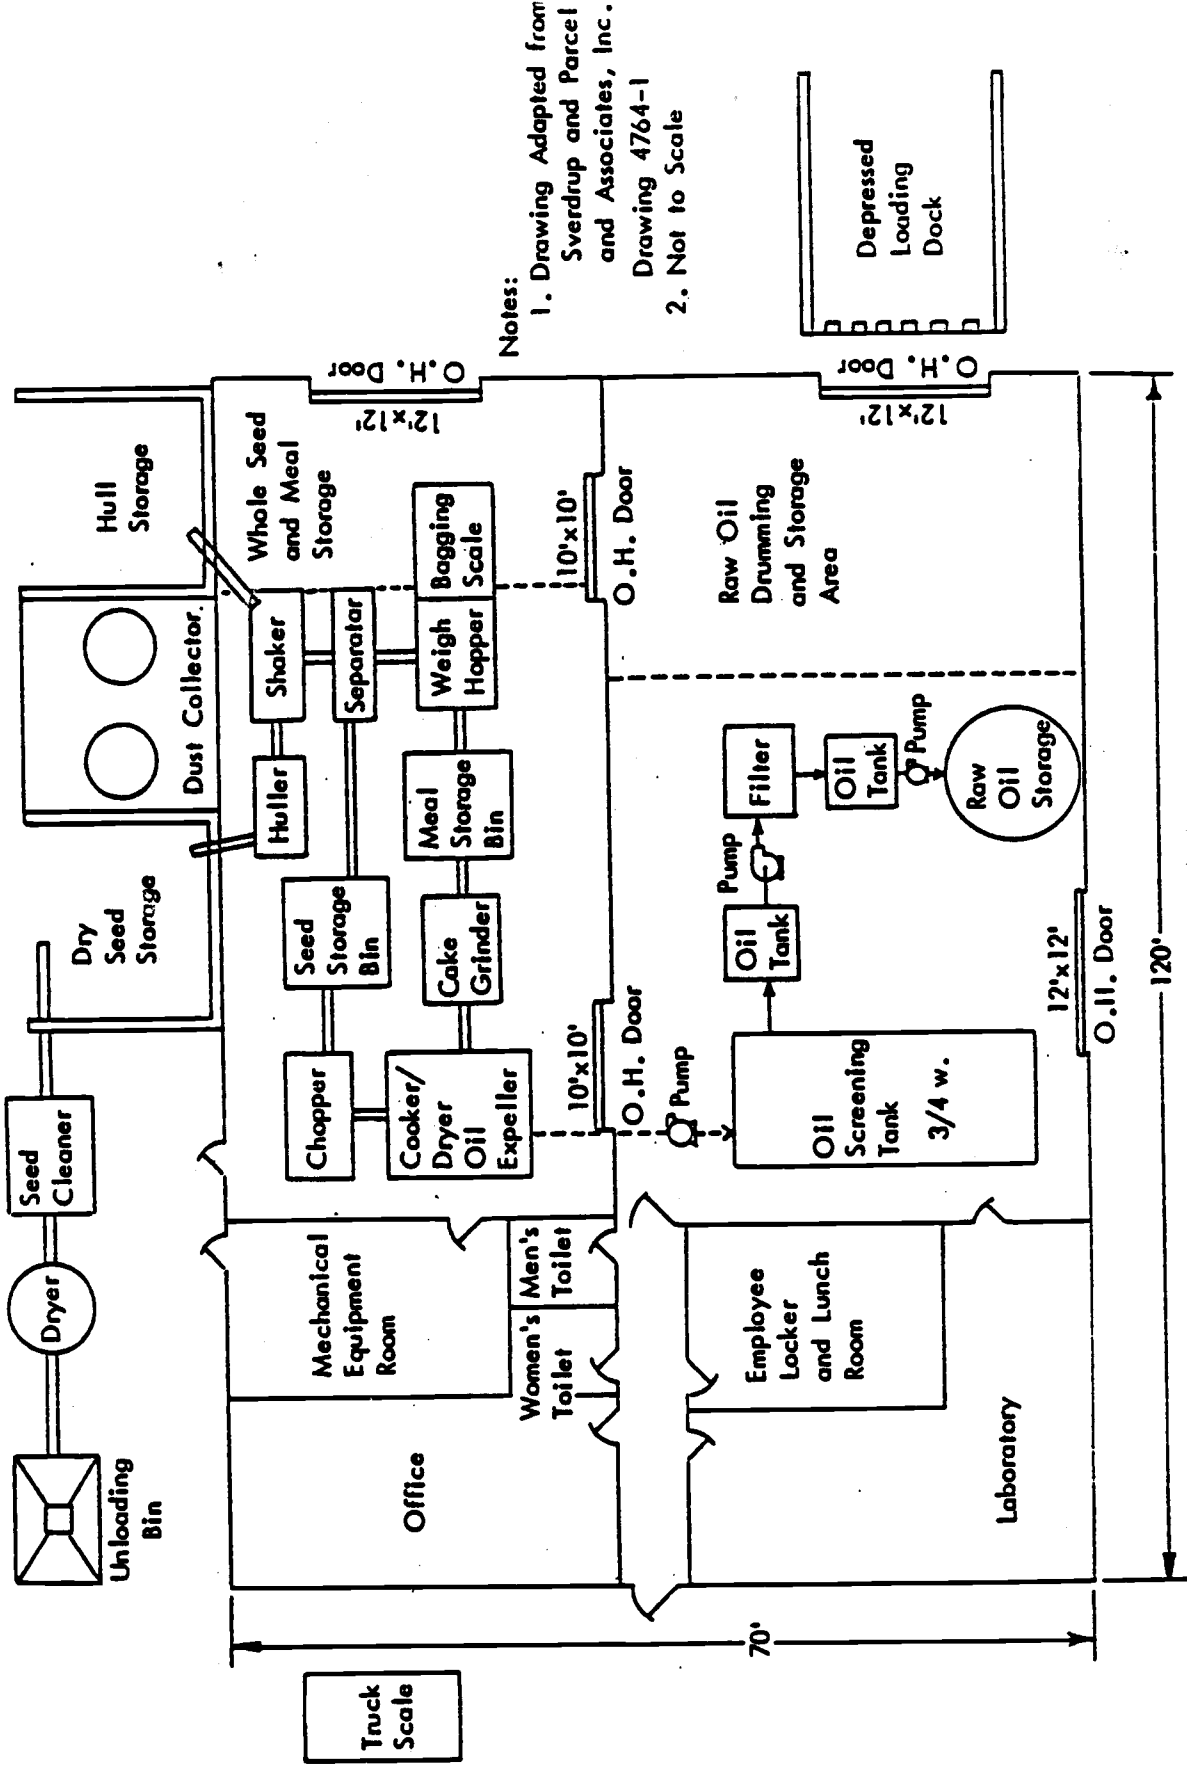 Unloading
Bin
Dryer
Seed
Cleaner
Dry
Seed
Storage
Dust Collector.
Hull
Storage
Truck
Scale
Office
Mechanical
Equipment
Room
Women's
Toilet
Men's
Toilet
Chopper
Cooker/
Dryer
Oil
Expeller
Seed
Storage
Bin
Cake
Grinder
Huller
Meal
Storage
Bin
Shaker
Separator
Weigh
Hopper
Bagging
Scale
Whole Seed
and Meal
Storage
12'x12'
O.H. Door
10'x10'
O.H. Door
10'x10'
O.H. Door
Pump
Employee
Locker
and Lunch
Room
Laboratory
Oil
Screening
Tank
3/4 w.
Oil
Tank
Pump
Filter
Oil
Tank
Pump
Raw
Oil
Storage
Raw Oil
Drumming
and Storage
Area
12'x12'
O.H. Door
12'x12'
O.H. Door
Depressed
Loading
Dock
70'
120'
Notes:
1. Drawing Adapted from
Sverdrup and Parcel
and Associates, Inc.
Drawing 4764-1
2. Not to Scale